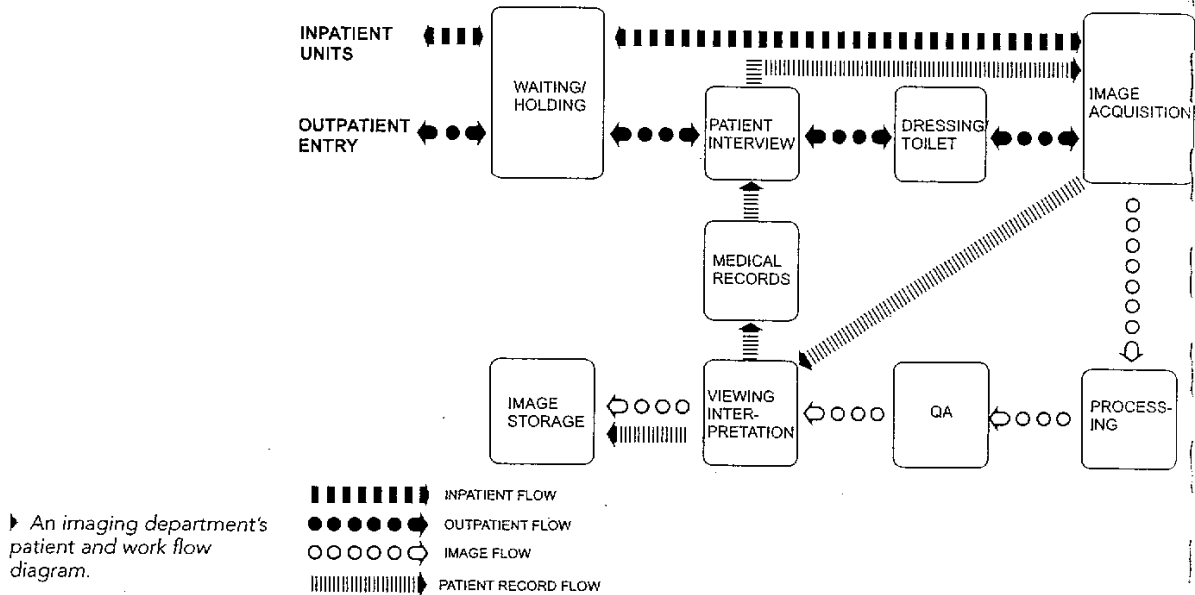 INPATIENT
UNITS
OUTPATIENT
ENTRY
WAITING/
HOLDING
PATIENT
INTERVIEW
DRESSING/
TOILET
IMAGE
ACQUISITION
MEDICAL
RECORDS
IMAGE
STORAGE
VIEWING
INTER-
PRETATION
QA
PROCESS-
ING
INPATIENT FLOW
OUTPATIENT FLOW
IMAGE FLOW
PATIENT RECORD FLOW
An imaging department's
patient and work flow
diagram.